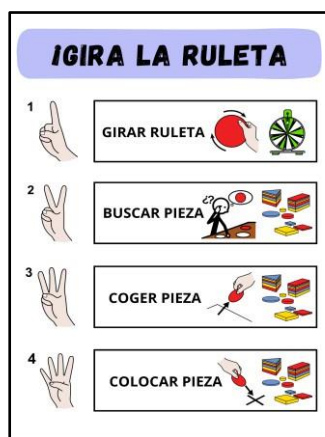 ¡GIRA LA RULETA
1
GIRAR RULETA
2
BUSCAR PIEZA
??
3
COGER PIEZA
4
COLOCAR PIEZA